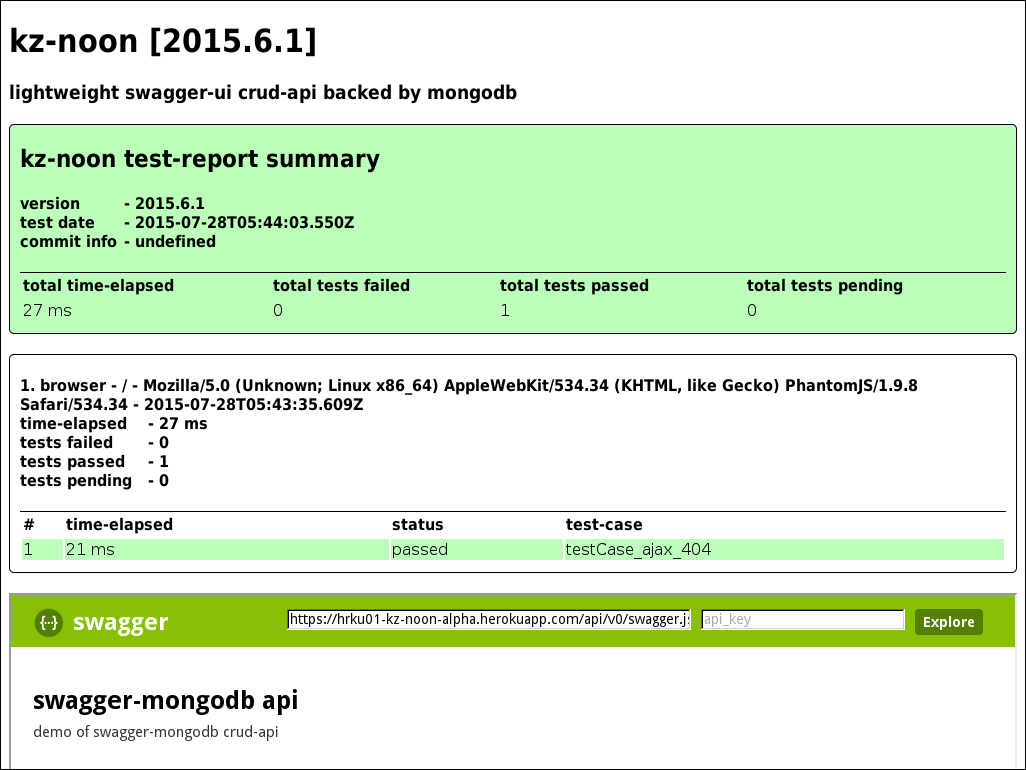 kz-noon [2015.6.1]
lightweight swagger-ui crud-api backed by mongodb
kz-noon test-report summary
version - 2015.6.1
test date - 2015-07-28T05:44:03.550Z
commit info - undefined
total time-elapsed total tests failed total tests passed total tests pending
27 ms 0 1 0
1. browser - / - Mozilla/5.0 (Unknown; Linux x86_64) AppleWebKit/534.34 (KHTML, like Gecko) PhantomJS/1.9.8
Safari/534.34 - 2015-07-28T05:43:35.609Z
time-elapsed - 27 ms
tests failed - 0
tests passed - 1
tests pending - 0
# time-elapsed status test-case
1 21 ms passed testCase_ajax_404
{··} swagger https://hrku01-kz-noon-alpha.herokuapp.com/api/v0/swagger.js api_key Explore
swagger-mongodb api
demo of swagger-mongodb crud-api